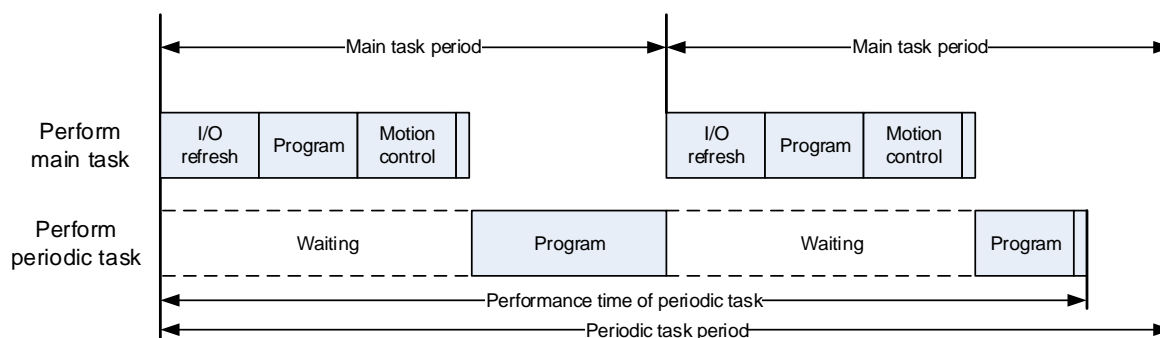 Main task period
Main task period
Perform
main task
I/O
refresh
Program
Motion
control
I/O
refresh
Program
Motion
control
Perform
periodic task
Waiting
Program
Waiting
Program
Performance time of periodic task
Periodic task period